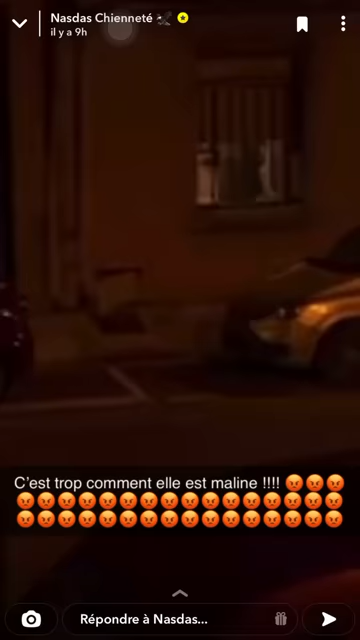 Nasdas Chienneté
il y a 9h
C'est trop comment elle est maline !!!! 😡😡😡
😡😡😡😡😡😡😡😡😡😡😡😡😡😡😡😡
😡😡😡😡😡😡😡😡😡😡😡😡😡😡😡😡
Répondre à Nasdas...